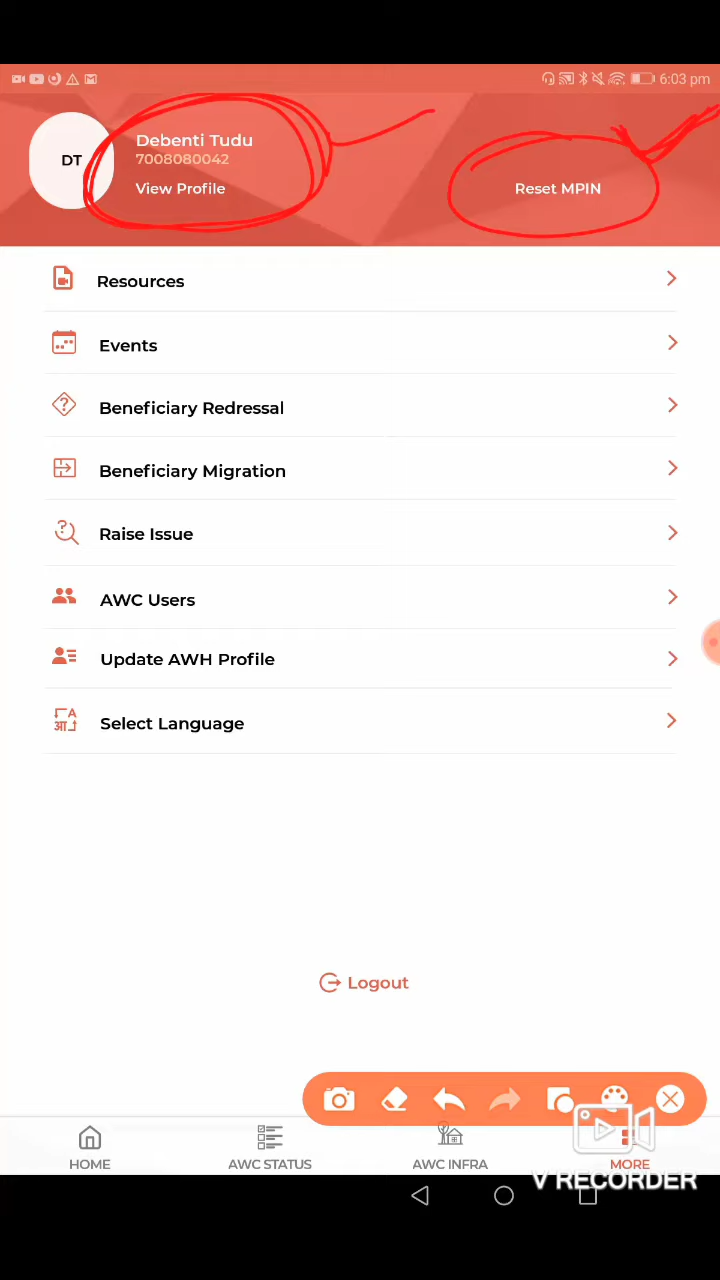 6:03 pm
DT
Debenti Tudu
7008080042
View Profile
Reset MPIN
Resources
Events
Beneficiary Redressal
Beneficiary Migration
Raise Issue
AWC Users
Update AWH Profile
A
आ
Select Language
Logout
HOME
AWC STATUS
AWC INFRA
MORE
V RECORDER